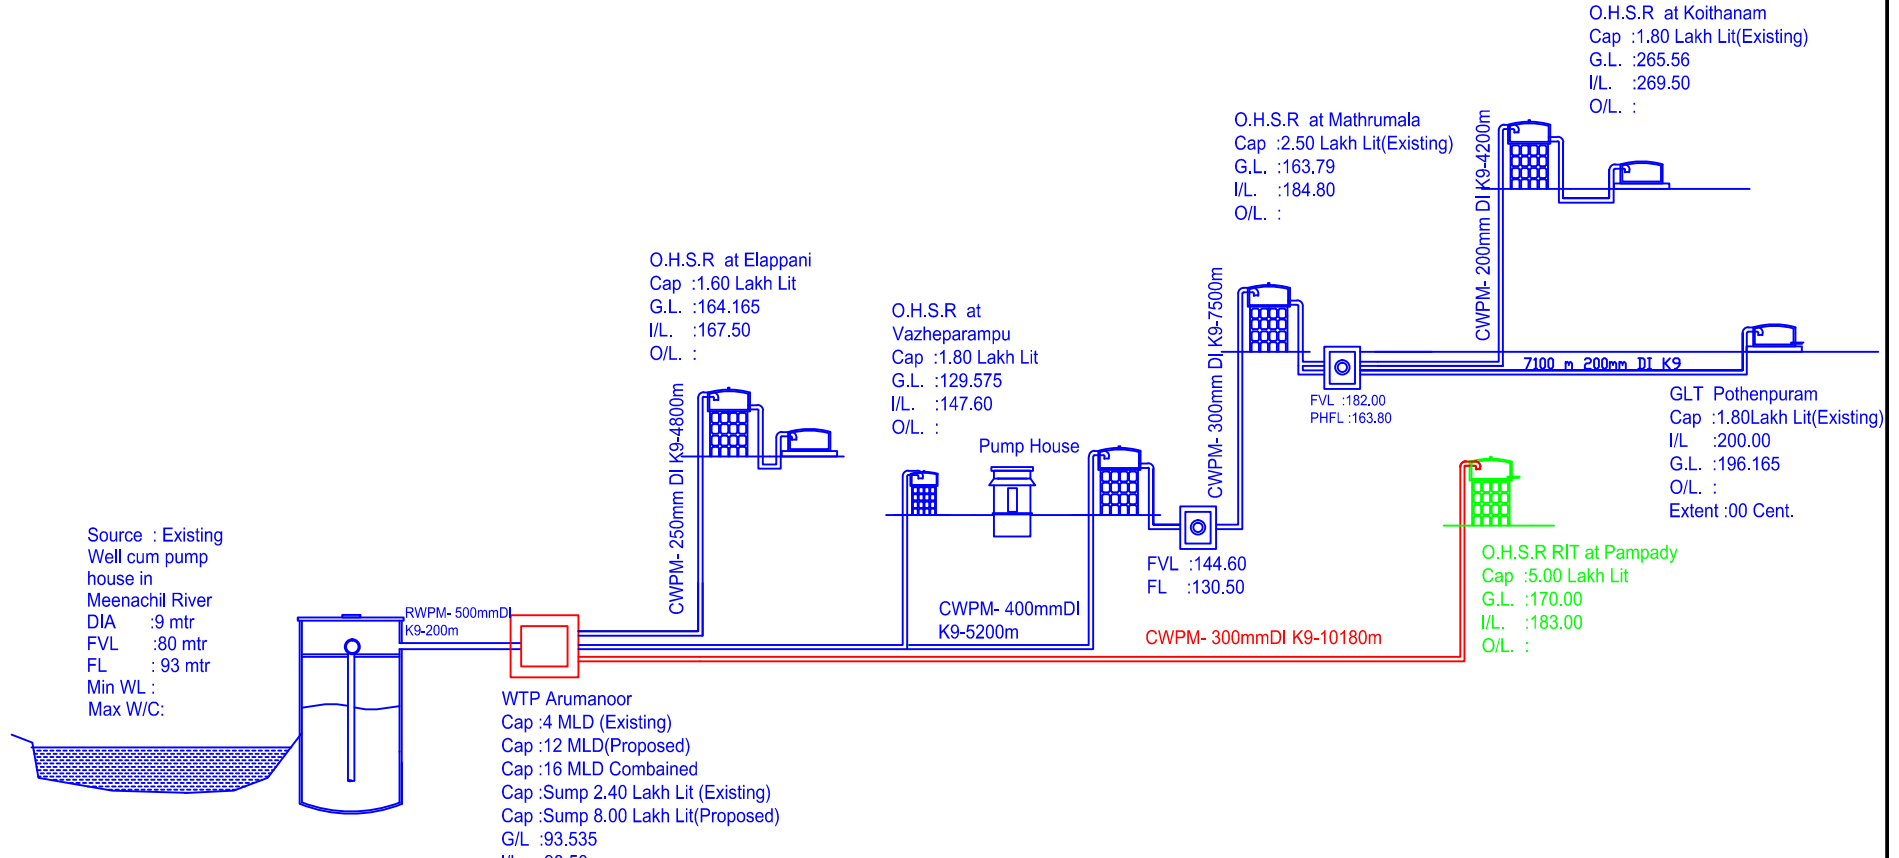 O.H.S.R at Koithanam
Cap :1.80 Lakh Lit(Existing)
G.L. :265.56
I/L. :269.50
O/L. :
O.H.S.R at Mathrumala
Cap :2.50 Lakh Lit(Existing)
G.L. :163.79
I/L. :184.80
O/L. :
CWPM- 200mm DI K9-4200m
O.H.S.R at Elappani
Cap :1.60 Lakh Lit
G.L. :164.165
I/L. :167.50
O/L. :
O.H.S.R at
Vazheparampu
Cap :1.80 Lakh Lit
G.L. :129.575
I/L. :147.60
O/L. :
Pump House
CWPM- 300mm DI K9-7500m
7100 m 200mm DI K9
FVL :182.00
PHFL :163.80
GLT Pothenpuram
Cap :1.80Lakh Lit(Existing)
I/L :200.00
G.L. :196.165
O/L. :
Extent :00 Cent.
CWPM- 250mm DI K9-4800m
Source : Existing
Well cum pump
house in
Meenachil River
DIA :9 mtr
FVL :80 mtr
FL : 93 mtr
Min WL :
Max W/C:
RWPM- 500mmDI
K9-200m
CWPM- 400mmDI
K9-5200m
FVL :144.60
FL :130.50
CWPM- 300mmDI K9-10180m
O.H.S.R RIT at Pampady
Cap :5.00 Lakh Lit
G.L. :170.00
I/L. :183.00
O/L. :
WTP Arumanoor
Cap :4 MLD (Existing)
Cap :12 MLD(Proposed)
Cap :16 MLD Combained
Cap :Sump 2.40 Lakh Lit (Existing)
Cap :Sump 8.00 Lakh Lit(Proposed)
G/L :93.535